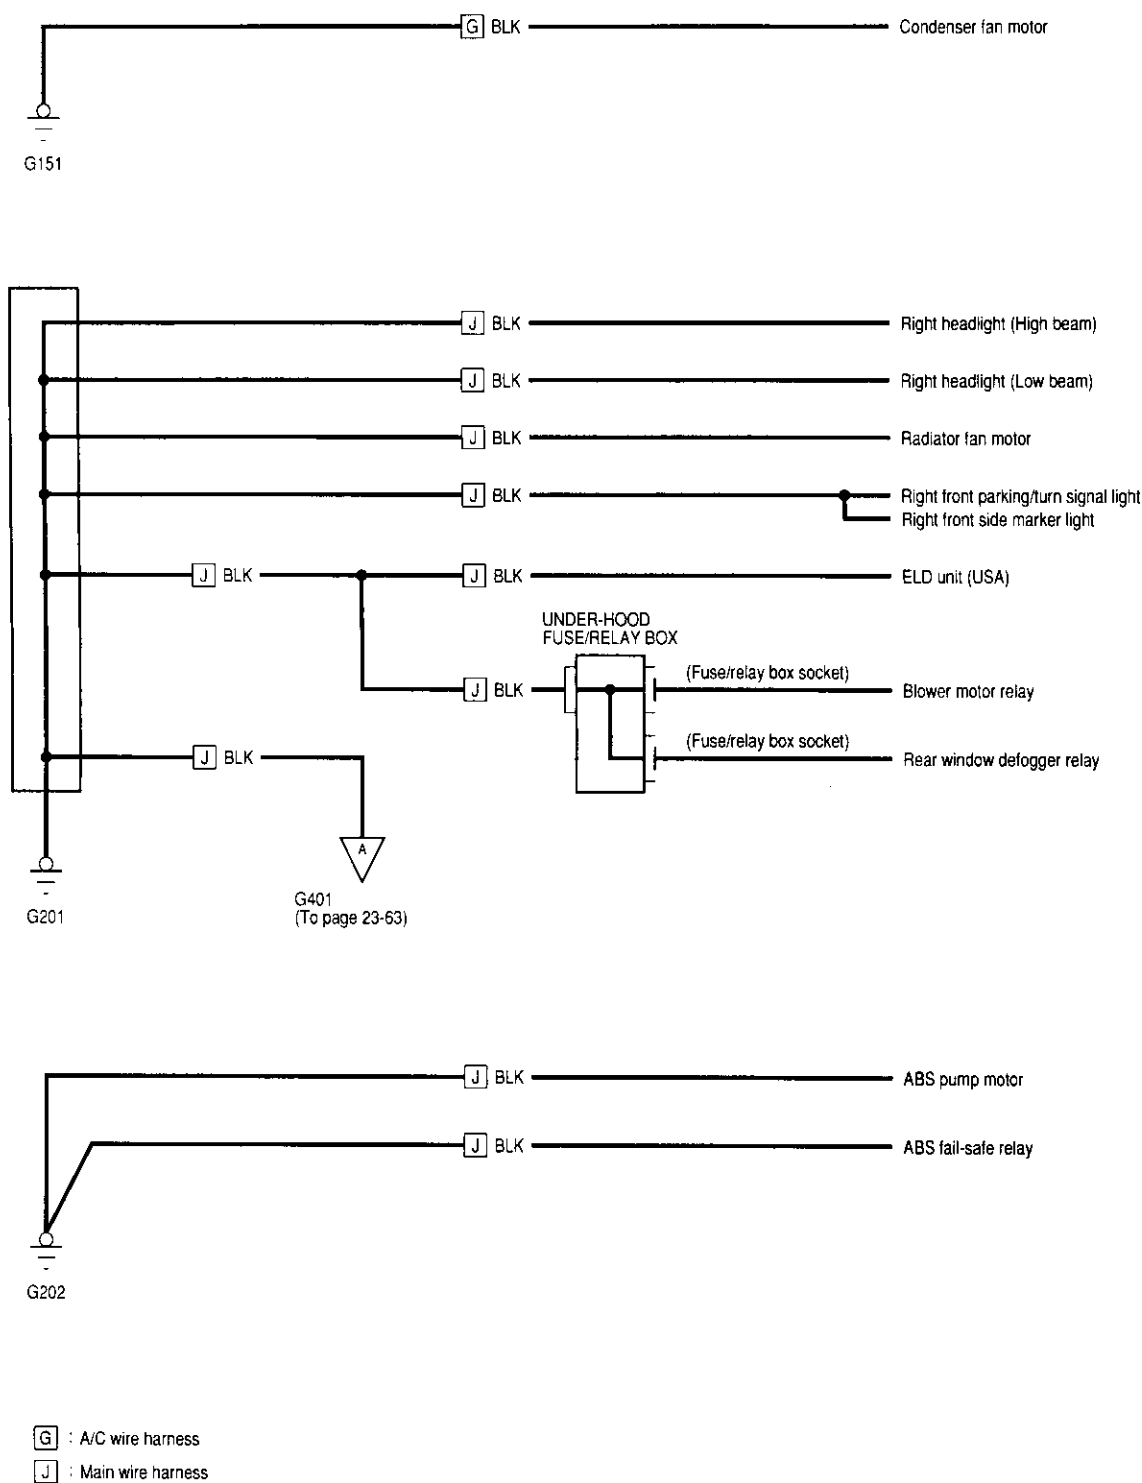 G BLK Condenser fan motor
G151
J BLK Right headlight (High beam)
J BLK Right headlight (Low beam)
J BLK Radiator fan motor
J BLK Right front parking/turn signal light
Right front side marker light
J BLK J BLK ELD unit (USA)
UNDER-HOOD
FUSE/RELAY BOX
(Fuse/relay box socket)
J BLK Blower motor relay
(Fuse/relay box socket)
J BLK Rear window defogger relay
A
G201
G401
(To page 23-63)
J BLK ABS pump motor
J BLK ABS fail-safe relay
G202
G : A/C wire harness
J : Main wire harness